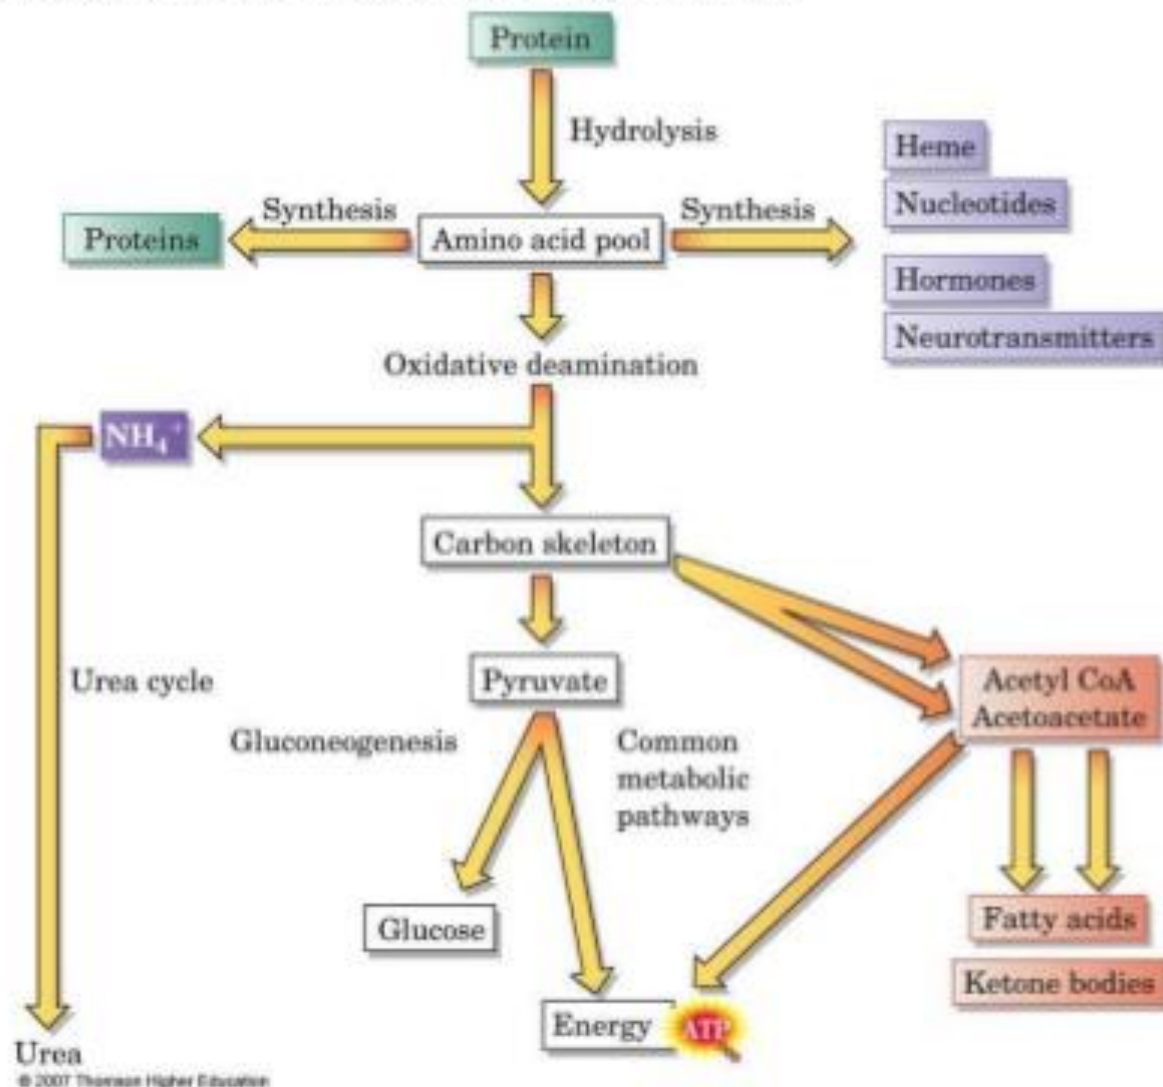 Protein
Hydrolysis
Heme
Nucleotides
Synthesis
Synthesis
Proteins
Amino acid pool
Hormones
Neurotransmitters
Oxidative deamination
NH₄⁺
Carbon skeleton
Urea cycle
Pyruvate
Acetyl CoA
Acetoacetate
Gluconeogenesis
Common
metabolic
pathways
Glucose
Fatty acids
Ketone bodies
Energy
ATP
Urea
© 2007 Thomson Higher Education